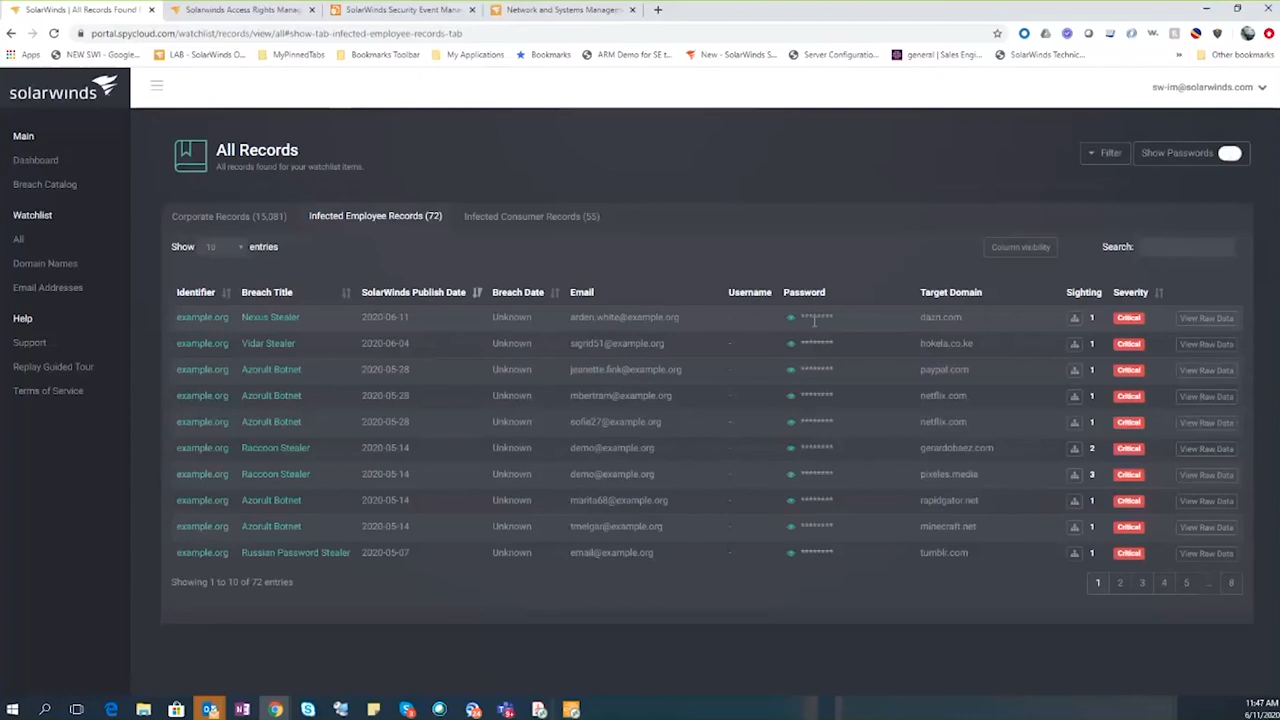 SolarWinds | All Records Found
Solarwinds Access Rights Manag
SolarWinds Security Event Mana
Network and Systems Managem
portal.spycloud.com/watchlist/records/view/all#show-tab-infected-employee-records-tab
Apps
NEW SWI - Google...
LAB - SolarWinds O...
MyPinnedTabs
Bookmarks Toolbar
My Applications
Bookmarks
ARM Demo for SE t...
New - SolarWinds S...
Server Configuratio...
general | Sales Engi...
SolarWinds Technic...
Other bookmarks
solarwinds
sw-im@solarwinds.com
Main
Dashboard
Breach Catalog
Watchlist
All
Domain Names
Email Addresses
Help
Support
Replay Guided Tour
Terms of Service
All Records
All records found for your watchlist items.
Filter
Show Passwords
Corporate Records (15,081) Infected Employee Records (72) Infected Consumer Records (55)
Show 10 entries
Column visibility
Search:
Identifier Breach Title SolarWinds Publish Date Breach Date Email Username Password Target Domain Sighting Severity
example.org Nexus Stealer 2020-06-11 Unknown arden.white@example.org ******** dazn.com 1 Critical View Raw Data
example.org Vidar Stealer 2020-06-04 Unknown sigrid51@example.org - ******** hokela.co.ke 1 Critical View Raw Data
example.org Azorult Botnet 2020-05-28 Unknown jeanette.fink@example.org - ******** paypal.com 1 Critical View Raw Data
example.org Azorult Botnet 2020-05-28 Unknown mbertram@example.org - ******** netflix.com 1 Critical View Raw Data
example.org Azorult Botnet 2020-05-28 Unknown sofie27@example.org - ******** netflix.com 1 Critical View Raw Data
example.org Raccoon Stealer 2020-05-14 Unknown demo@example.org - ******** gerardobaez.com 2 Critical View Raw Data
example.org Raccoon Stealer 2020-05-14 Unknown demo@example.org - ******** pixeles.media 3 Critical View Raw Data
example.org Azorult Botnet 2020-05-14 Unknown marita68@example.org - ******** rapidgator.net 1 Critical View Raw Data
example.org Azorult Botnet 2020-05-14 Unknown tmelgar@example.org - ******** minecraft.net 1 Critical View Raw Data
example.org Russian Password Stealer 2020-05-07 Unknown email@example.org - ******** tumblr.com 1 Critical View Raw Data
Showing 1 to 10 of 72 entries
1 2 3 4 5 ... 8
11:47 AM
6/11/2020